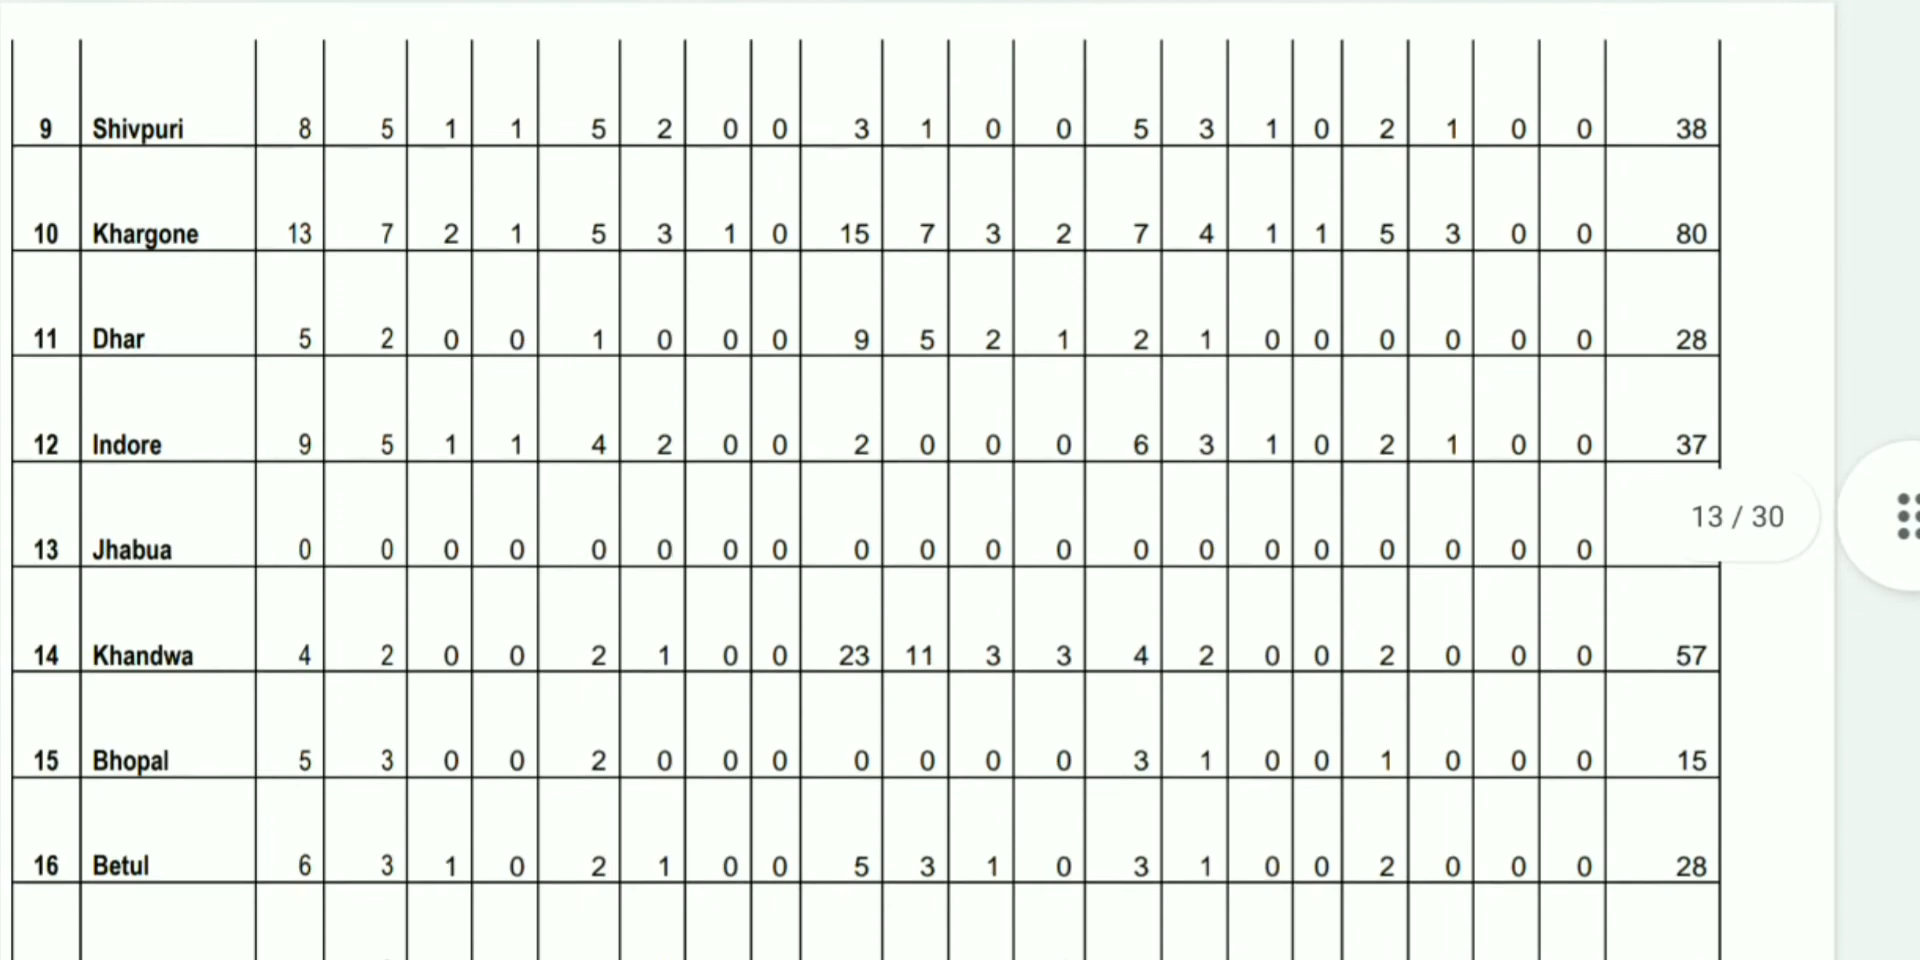 9 Shivpuri 8 5 1 1 5 2 0 0 3 1 0 0 5 3 1 0 2 1 0 0 38
10 Khargone 13 7 2 1 5 3 1 0 15 7 3 2 7 4 1 1 5 3 0 0 80
11 Dhar 5 2 0 0 1 0 0 0 9 5 2 1 2 1 0 0 0 0 0 0 28
12 Indore 9 5 1 1 4 2 0 0 2 0 0 0 6 3 1 0 2 1 0 0 37
13 / 30
13 Jhabua 0 0 0 0 0 0 0 0 0 0 0 0 0 0 0 0 0 0 0 0
14 Khandwa 4 2 0 0 2 1 0 0 23 11 3 3 4 2 0 0 2 0 0 0 57
15 Bhopal 5 3 0 0 2 0 0 0 0 0 0 0 3 1 0 0 1 0 0 0 15
16 Betul 6 3 1 0 2 1 0 0 5 3 1 0 3 1 0 0 2 0 0 0 28